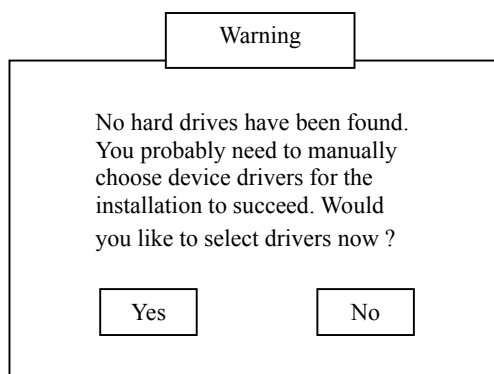 Warning
No hard drives have been found.
You probably need to manually
choose device drivers for the
installation to succeed. Would
you like to select drivers now ?
Yes
No